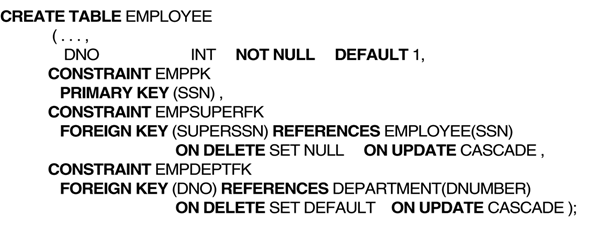 CREATE TABLE EMPLOYEE
( . . . ,
DNO INT NOT NULL DEFAULT 1,
CONSTRAINT EMPPK
PRIMARY KEY (SSN) ,
CONSTRAINT EMPSUPERFK
FOREIGN KEY (SUPERSSN) REFERENCES EMPLOYEE(SSN)
ON DELETE SET NULL ON UPDATE CASCADE ,
CONSTRAINT EMPDEPTFK
FOREIGN KEY (DNO) REFERENCES DEPARTMENT(DNUMBER)
ON DELETE SET DEFAULT ON UPDATE CASCADE );